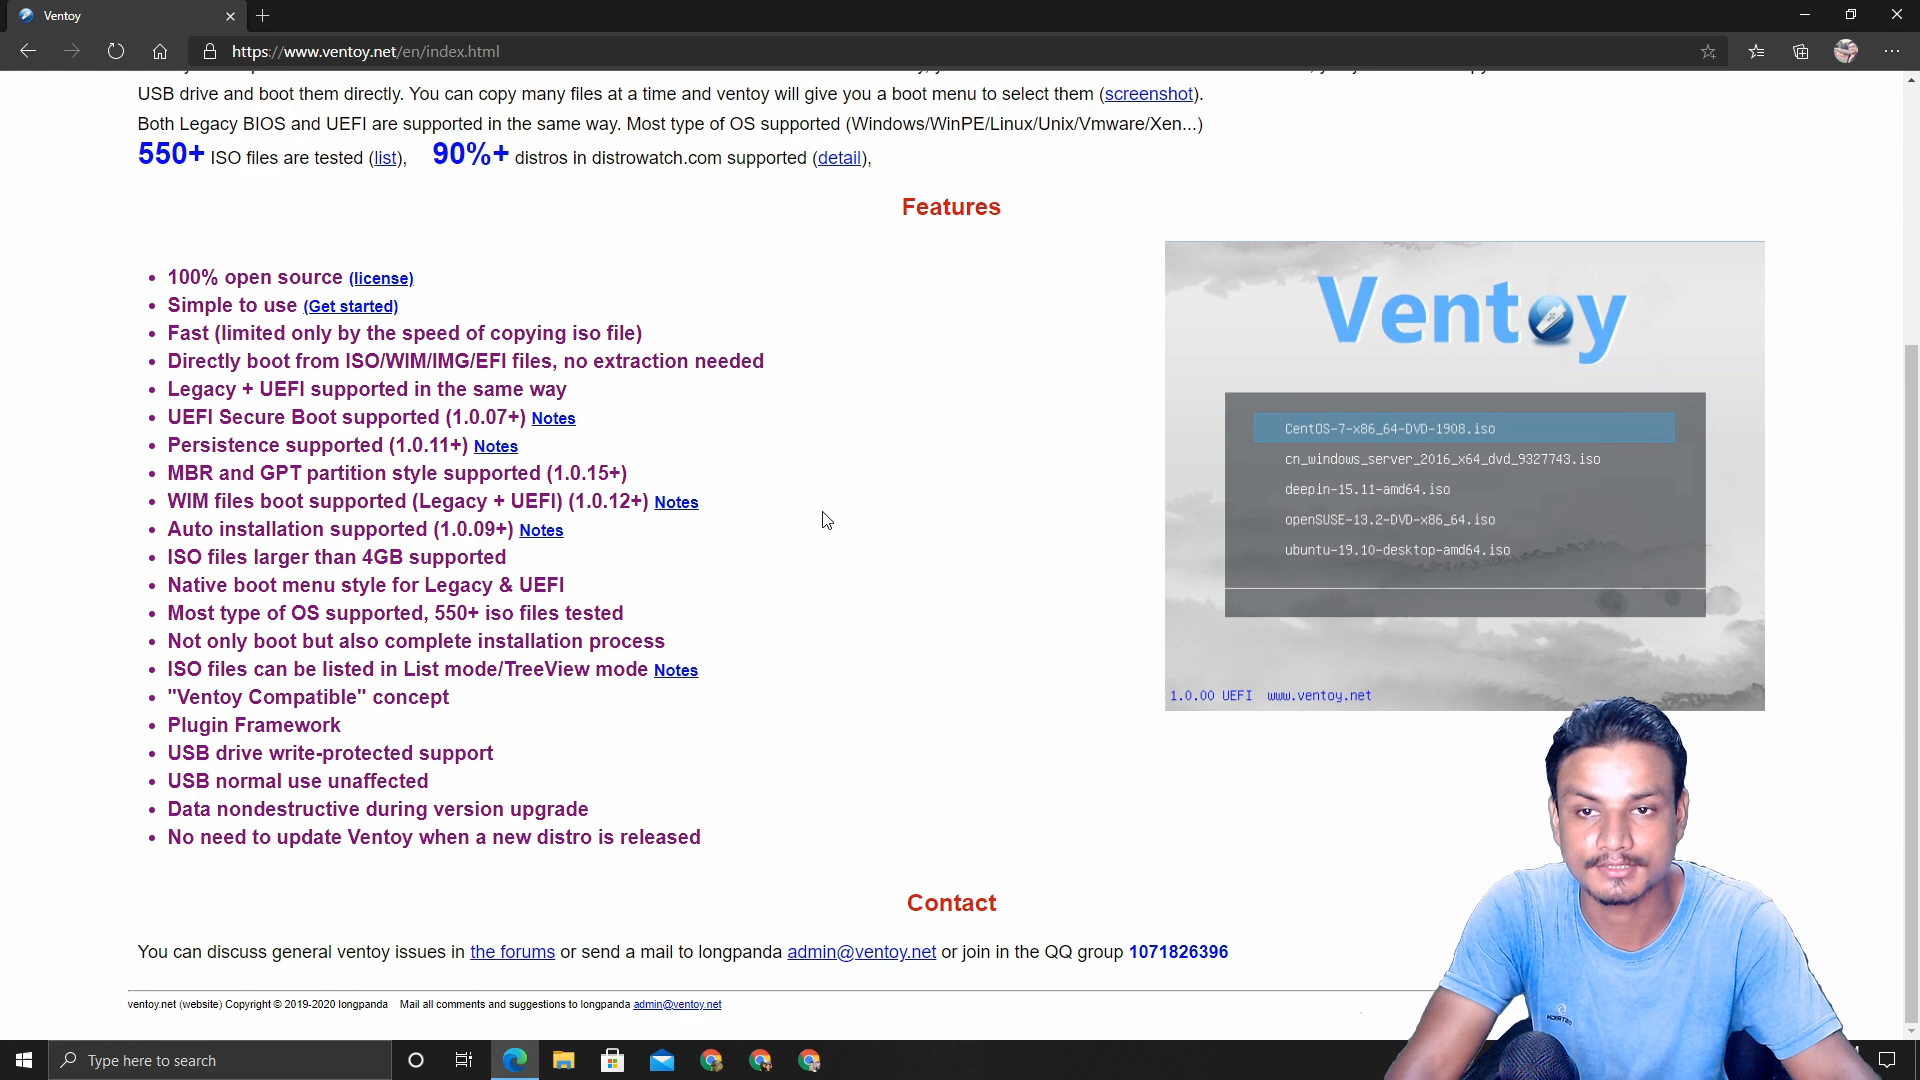 Ventoy
https://www.ventoy.net/en/index.html
USB drive and boot them directly. You can copy many files at a time and ventoy will give you a boot menu to select them (screenshot).
Both Legacy BIOS and UEFI are supported in the same way. Most type of OS supported (Windows/WinPE/Linux/Unix/Vmware/Xen...)
550+ ISO files are tested (list), 90%+ distros in distrowatch.com supported (detail),
Features
100% open source (license)
Simple to use (Get started)
Fast (limited only by the speed of copying iso file)
Directly boot from ISO/WIM/IMG/EFI files, no extraction needed
Legacy + UEFI supported in the same way
UEFI Secure Boot supported (1.0.07+) Notes
Persistence supported (1.0.11+) Notes
MBR and GPT partition style supported (1.0.15+)
WIM files boot supported (Legacy + UEFI) (1.0.12+) Notes
Auto installation supported (1.0.09+) Notes
ISO files larger than 4GB supported
Native boot menu style for Legacy & UEFI
Most type of OS supported, 550+ iso files tested
Not only boot but also complete installation process
ISO files can be listed in List mode/TreeView mode Notes
"Ventoy Compatible" concept
Plugin Framework
USB drive write-protected support
USB normal use unaffected
Data nondestructive during version upgrade
No need to update Ventoy when a new distro is released
Ventoy
CentOS-7-x86_64-DVD-1908.iso
cn_windows_server_2016_x64_dvd_9327743.iso
deepin-15.11-amd64.iso
openSUSE-13.2-DVD-x86_64.iso
ubuntu-19.10-desktop-amd64.iso
1.0.00 UEFI www.ventoy.net
Contact
You can discuss general ventoy issues in the forums or send a mail to longpanda admin@ventoy.net or join in the QQ group 1071826396
ventoy.net (website) Copyright © 2019-2020 longpanda Mail all comments and suggestions to longpanda admin@ventoy.net
Type here to search